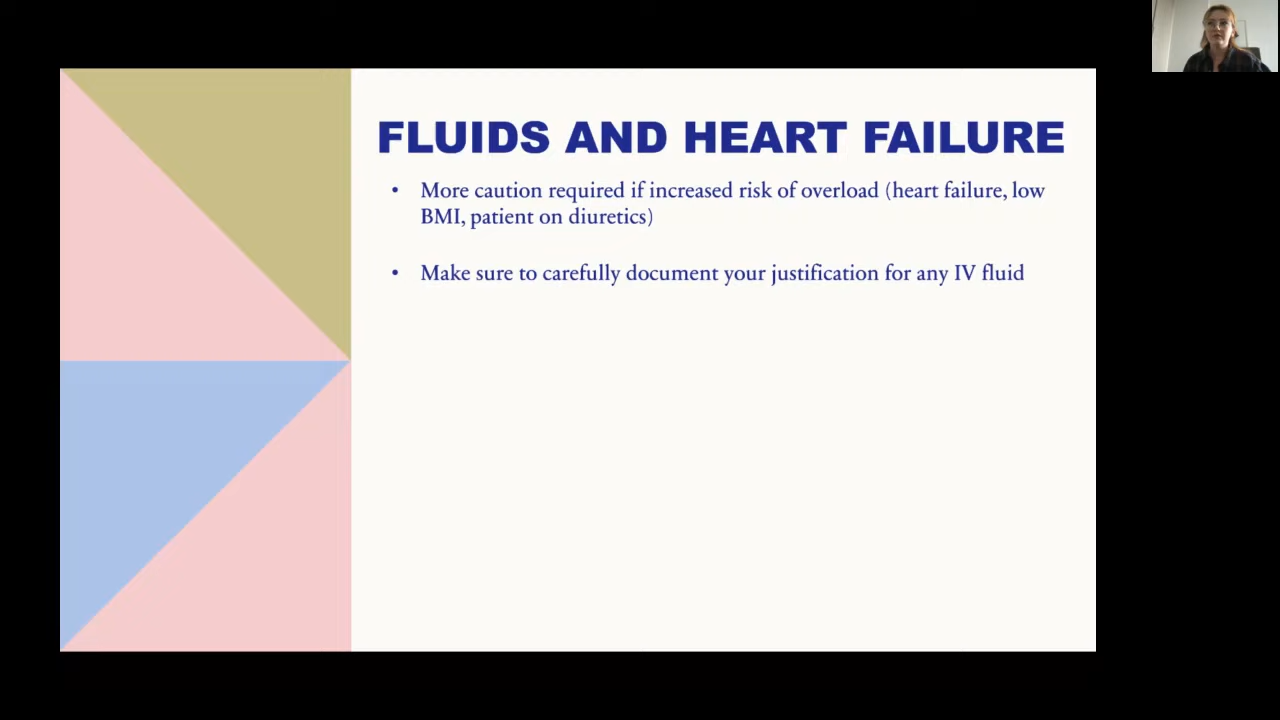 FLUIDS AND HEART FAILURE
• More caution required if increased risk of overload (heart failure, low
BMI, patient on diuretics)
• Make sure to carefully document your justification for any IV fluid